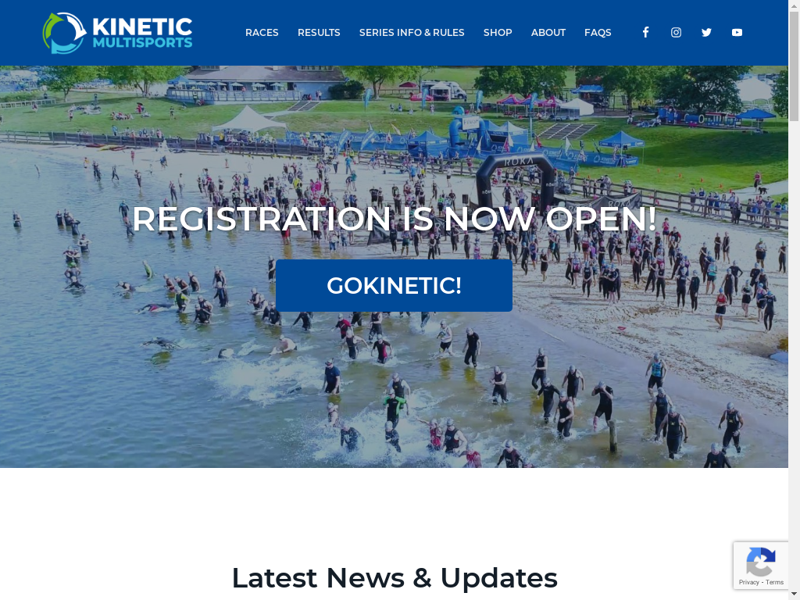 KINETIC
MULTISPORTS
RACES RESULTS SERIES INFO & RULES SHOP ABOUT FAQS
ROKA
REGISTRATION IS NOW OPEN!
GOKINETIC!
Latest News & Updates
Privacy - Terms